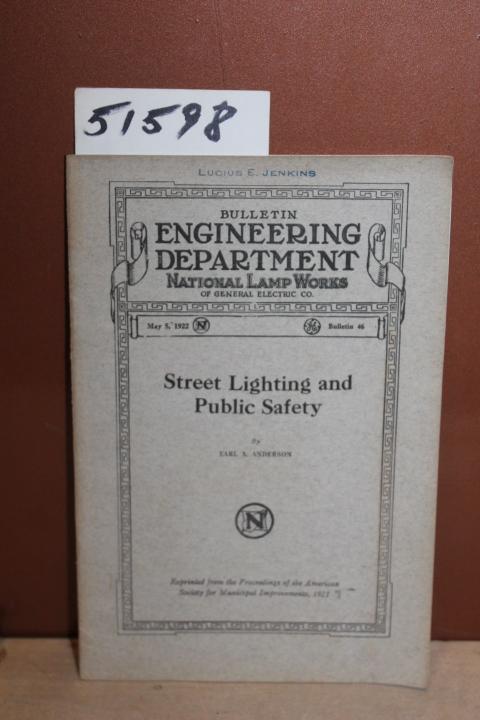 51598
LUCIUS E. JENKINS
BULLETIN
ENGINEERING
DEPARTMENT
NATIONAL LAMP WORKS
OF GENERAL ELECTRIC CO.
May 5, 1922 N GE Bulletin 46
Street Lighting and
Public Safety
By
EARL A. ANDERSON
N
Reprinted from the Proceedings of the American
Society for Municipal Improvements, 1921